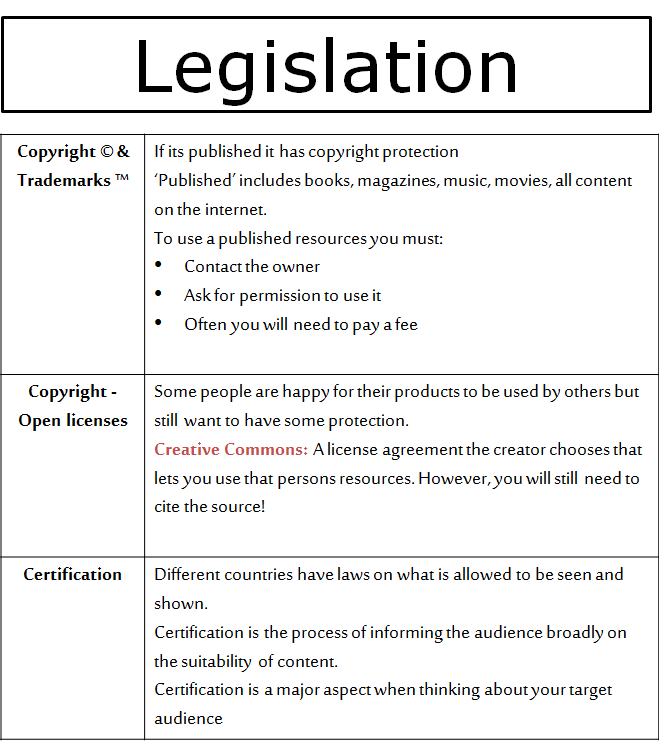 Legislation
Copyright © &
Trademarks ™
If its published it has copyright protection
‘Published’ includes books, magazines, music, movies, all content
on the internet.
To use a published resources you must:
• Contact the owner
• Ask for permission to use it
• Often you will need to pay a fee
Copyright -
Open licenses
Some people are happy for their products to be used by others but
still want to have some protection.
Creative Commons: A license agreement the creator chooses that
lets you use that persons resources. However, you will still need to
cite the source!
Certification
Different countries have laws on what is allowed to be seen and
shown.
Certification is the process of informing the audience broadly on
the suitability of content.
Certification is a major aspect when thinking about your target
audience